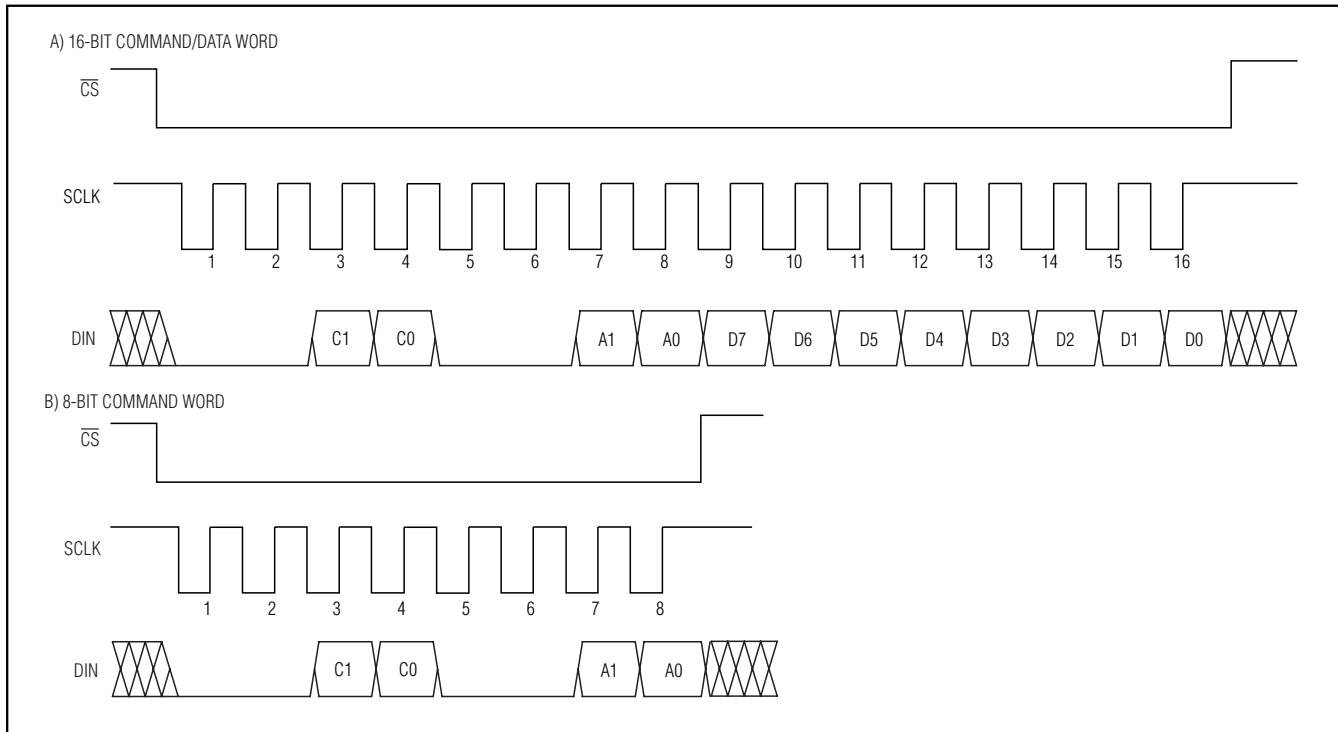 A) 16-BIT COMMAND/DATA WORD
CS
SCLK
1 2 3 4 5 6 7 8 9 10 11 12 13 14 15 16
DIN C1 C0 A1 A0 D7 D6 D5 D4 D3 D2 D1 D0
B) 8-BIT COMMAND WORD
CS
SCLK
1 2 3 4 5 6 7 8
DIN C1 C0 A1 A0